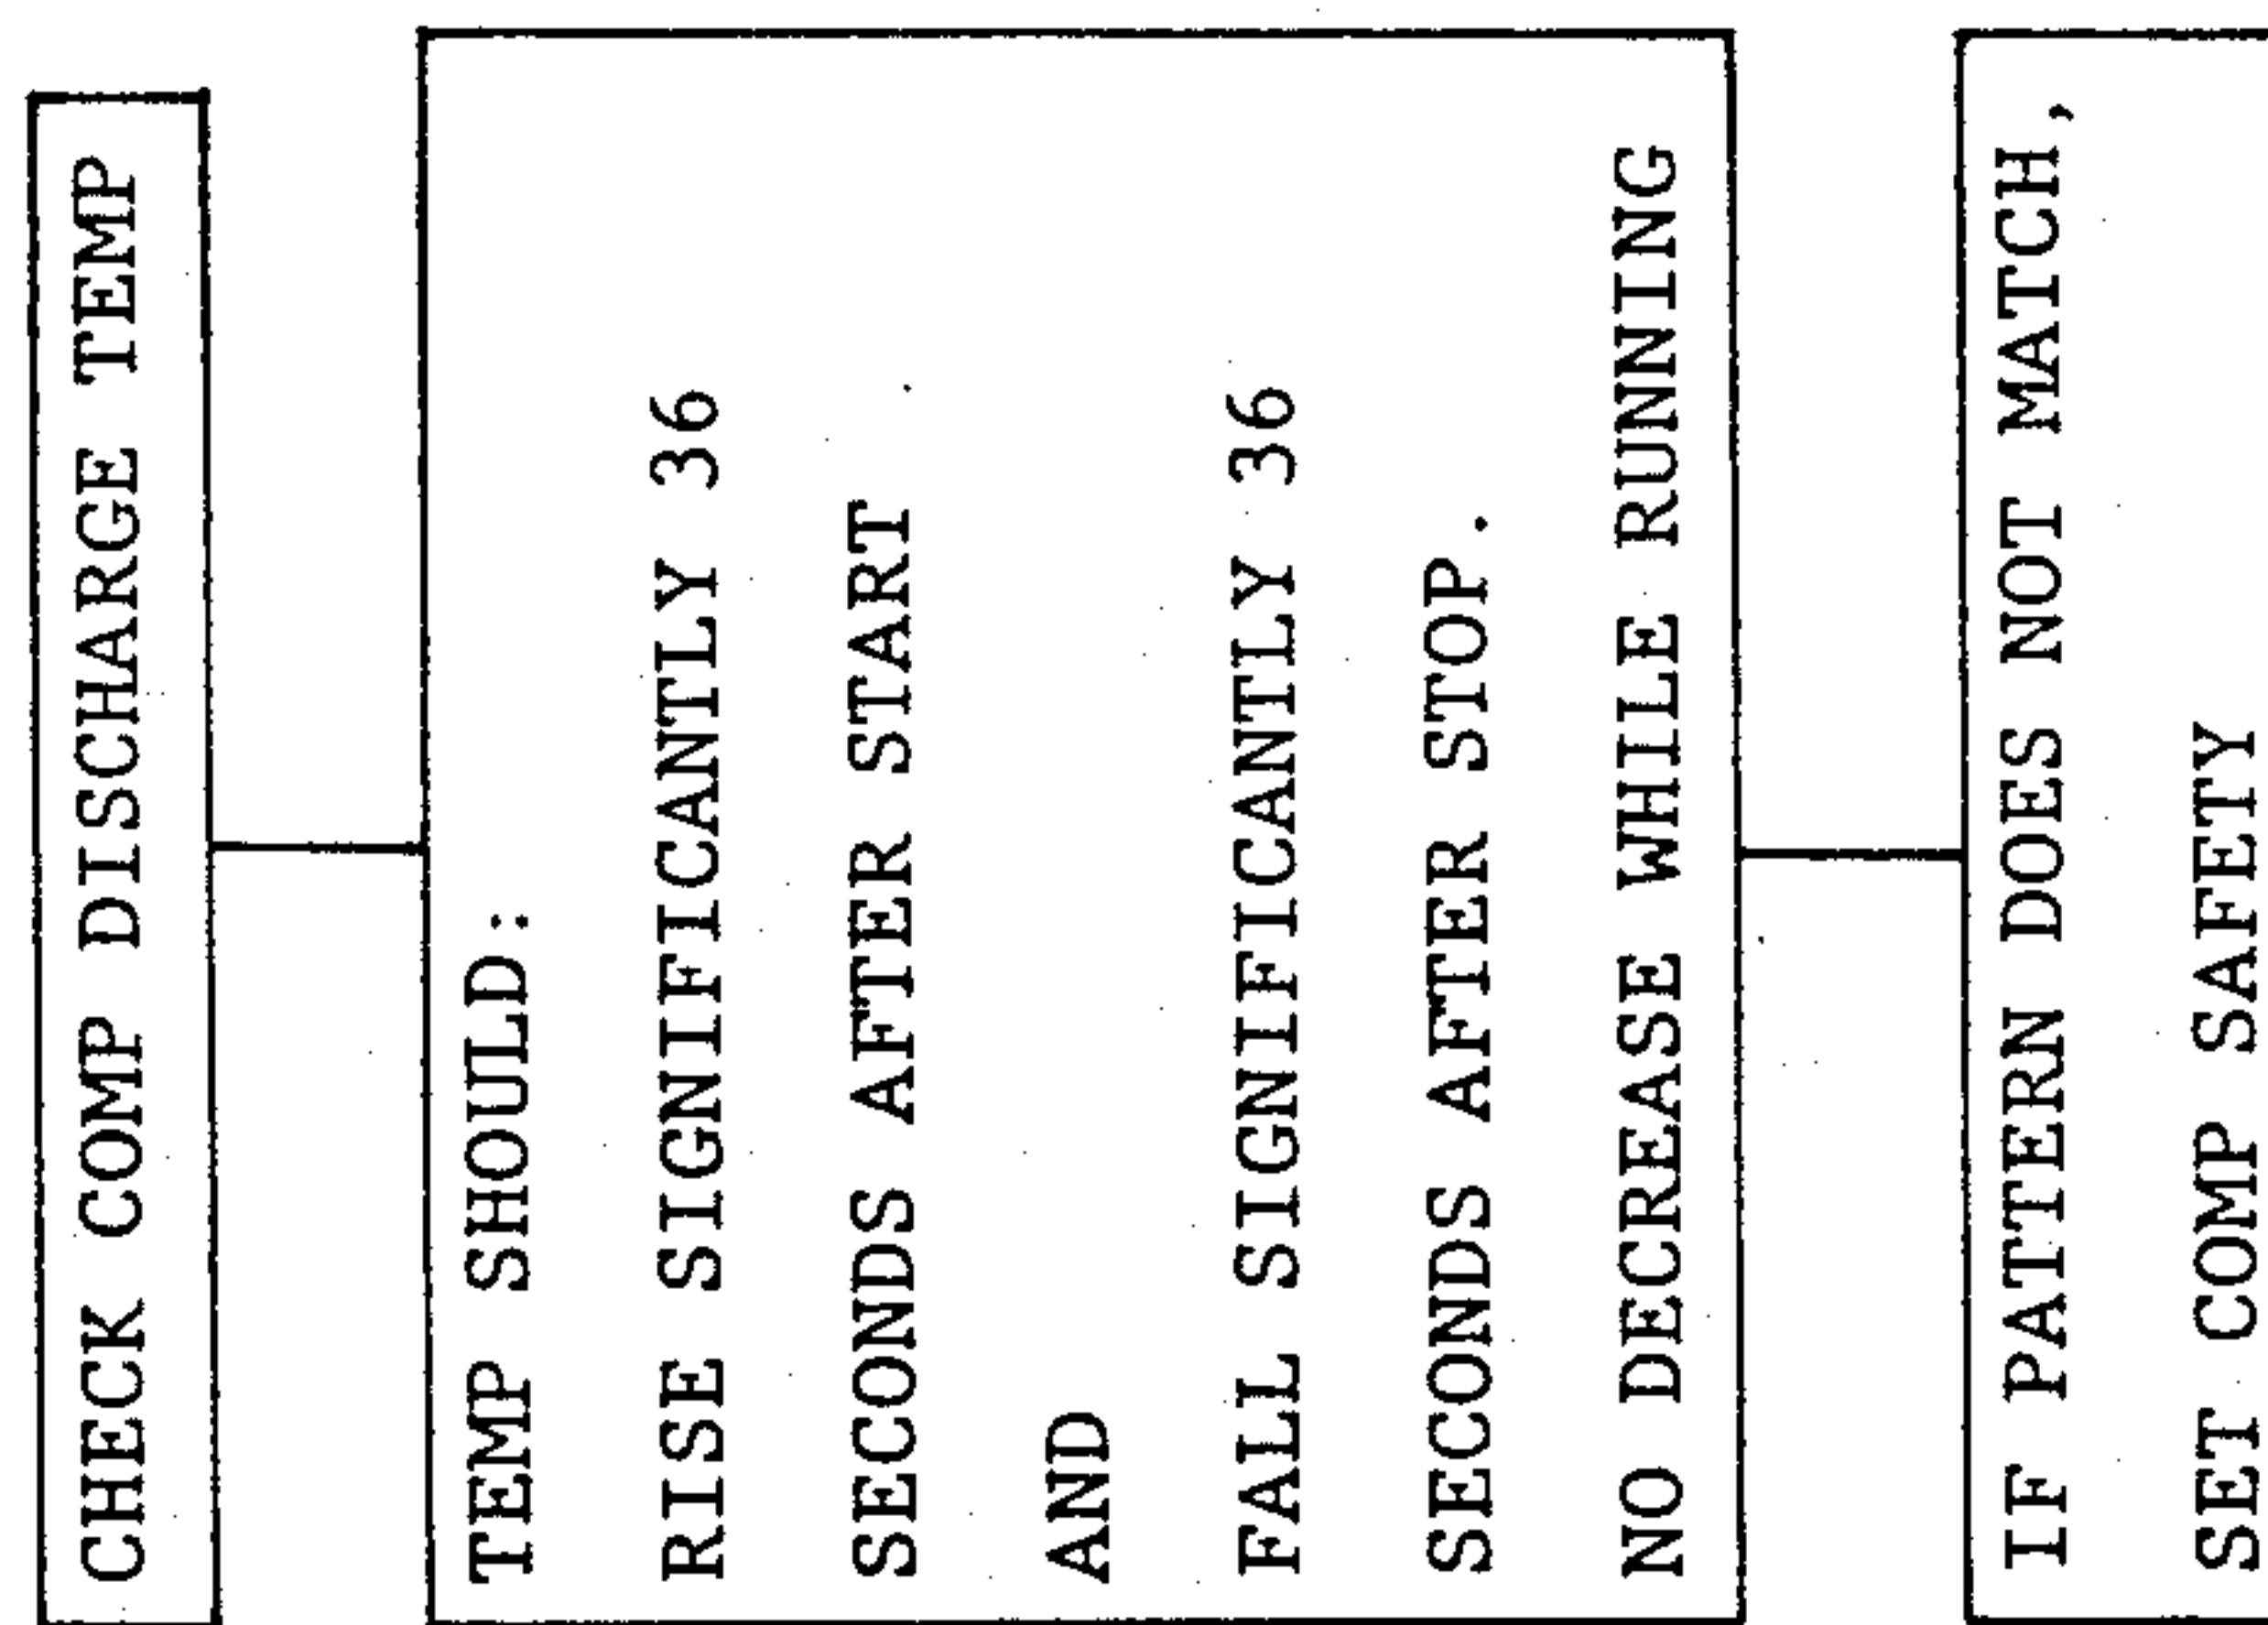 CHECK COMP DISCHARGE TEMP
TEMP SHOULD:
RISE SIGNIFICANTLY 36
SECONDS AFTER START
AND
FALL SIGNIFICANTLY 36
SECONDS AFTER STOP.
NO DECREASE WHILE RUNNING
IF PATTERN DOES NOT MATCH,
SET COMP SAFETY